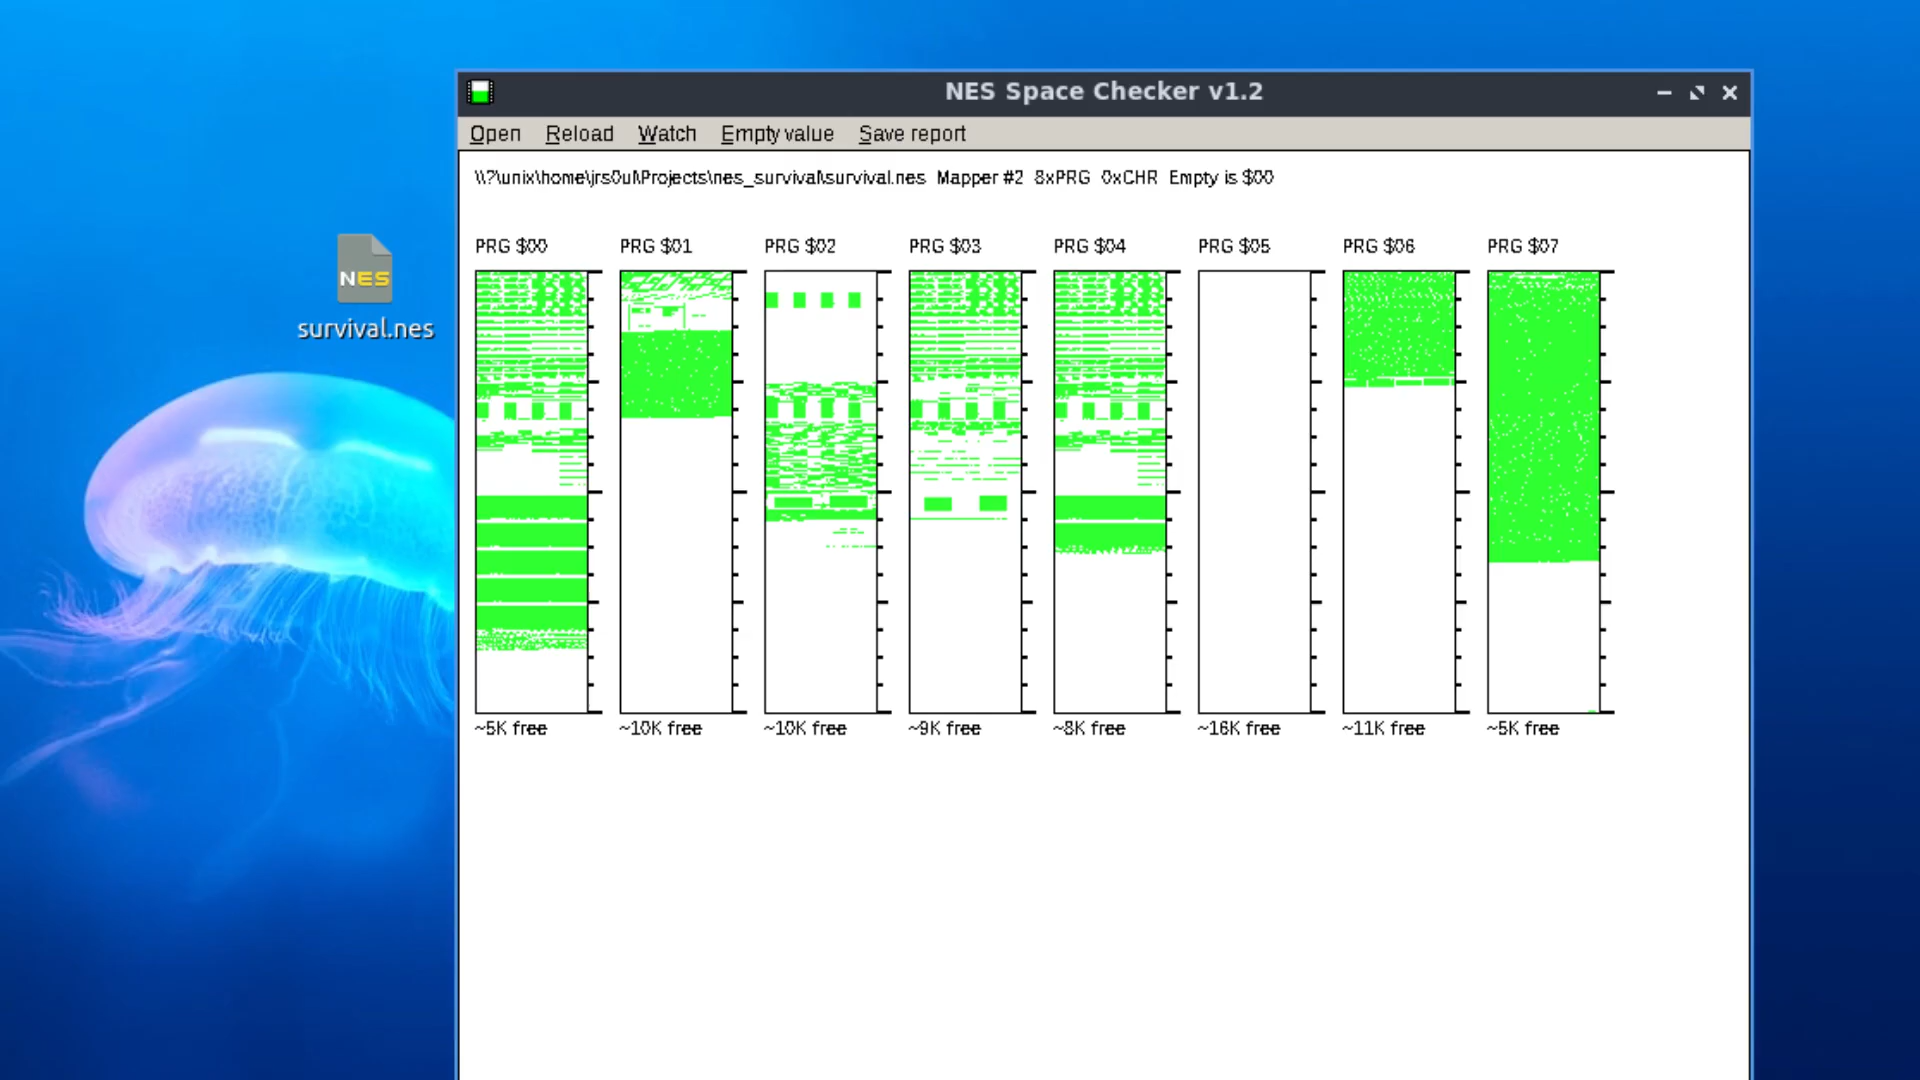 NES Space Checker v1.2
Open Reload Watch Empty value Save report
\\?\unix\home\jrs0ul\Projects\nes_survival\survival.nes Mapper #2 8xPRG 0xCHR Empty is $00
PRG $00 PRG $01 PRG $02 PRG $03 PRG $04 PRG $05 PRG $06 PRG $07
NES
survival.nes
~5K free ~10K free ~10K free ~9K free ~8K free ~16K free ~11K free ~5K free